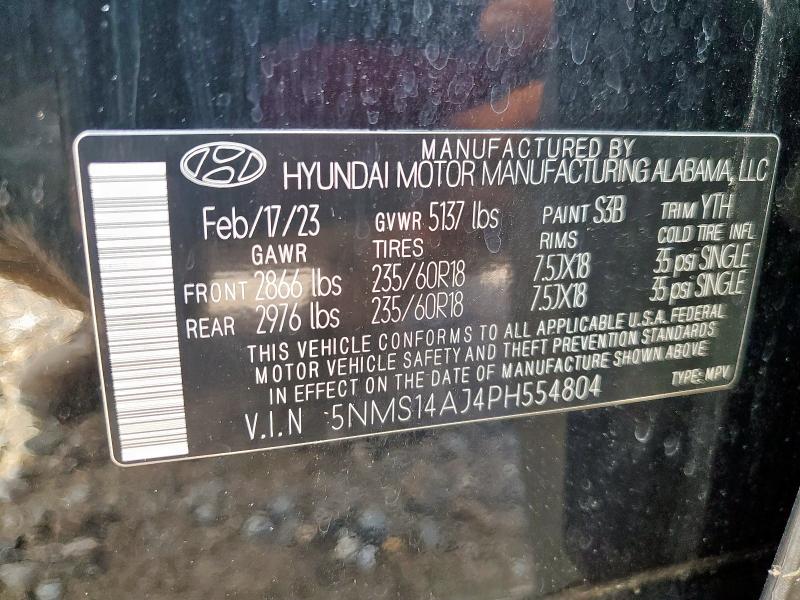 MANUFACTURED BY
HYUNDAI MOTOR MANUFACTURING ALABAMA, LLC
Feb/17/23 GVWR 5137 lbs PAINT S3B TRIM YTH
GAWR TIRES RIMS COLD TIRE INFL
FRONT 2866 lbs 235/60R18 7.5JX18 35 psi SINGLE
REAR 2976 lbs 235/60R18 7.5JX18 35 psi SINGLE
THIS VEHICLE CONFORMS TO ALL APPLICABLE U.S.A. FEDERAL
MOTOR VEHICLE SAFETY AND THEFT PREVENTION STANDARDS
IN EFFECT ON THE DATE OF MANUFACTURE SHOWN ABOVE
V.I.N 5NMS14AJ4PH554804 TYPE: MPV